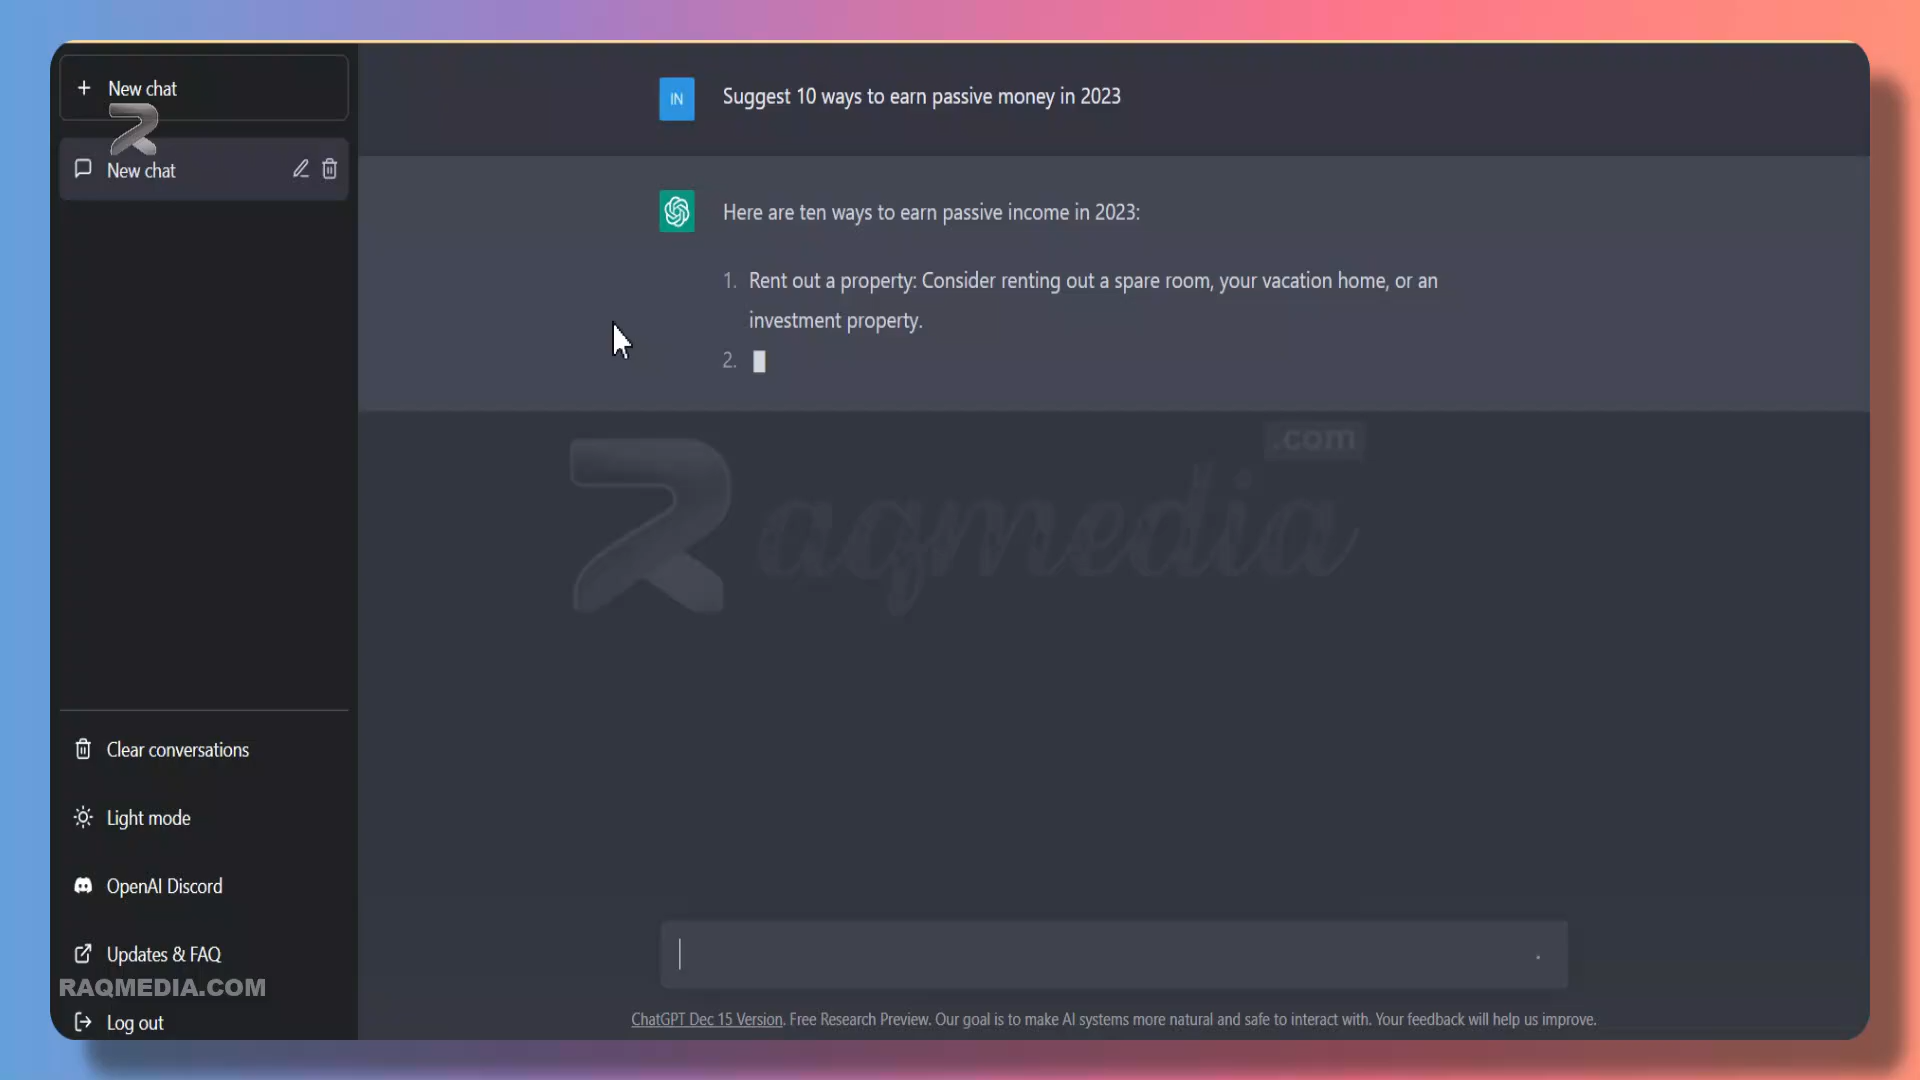 New chat
New chat
Clear conversations
Light mode
OpenAI Discord
Updates & FAQ
RAQMEDIA.COM
Log out
IN
Suggest 10 ways to earn passive money in 2023
Here are ten ways to earn passive income in 2023:
1. Rent out a property: Consider renting out a spare room, your vacation home, or an
investment property.
2.
.com
Raqmedia
ChatGPT Dec 15 Version. Free Research Preview. Our goal is to make AI systems more natural and safe to interact with. Your feedback will help us improve.